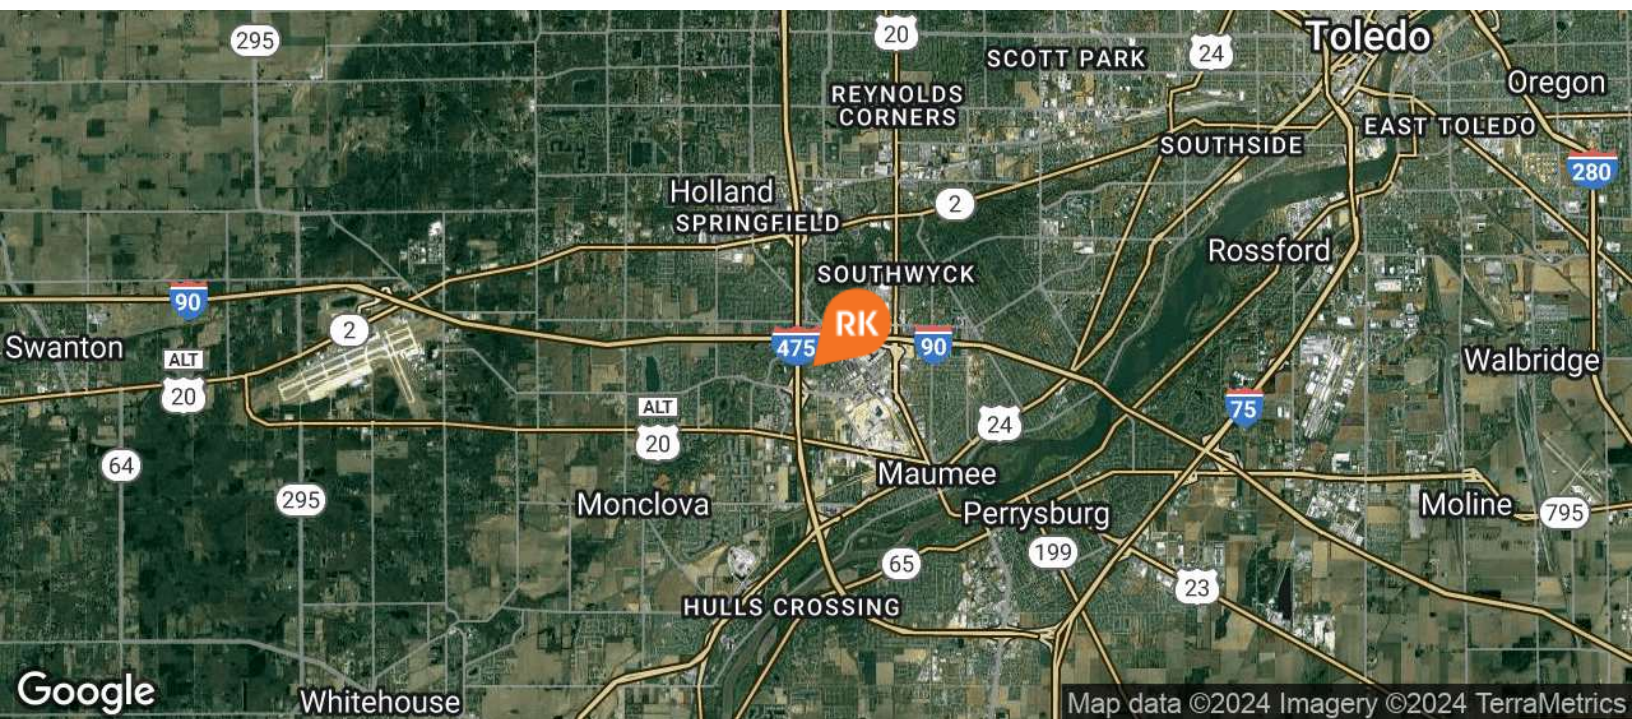 295
20
SCOTT PARK
24
Toledo
Oregon
REYNOLDS
CORNERS
EAST TOLEDO
SOUTHSIDE
280
Holland
2
SPRINGFIELD
Rossford
SOUTHWYCK
90
2
RK
475
90
Swanton
ALT
20
Walbridge
75
ALT
20
24
64
Maumee
295
Monclova
Perrysburg
Moline
795
199
65
23
HULLS CROSSING
Google
Whitehouse
Map data ©2024 Imagery ©2024 TerraMetrics